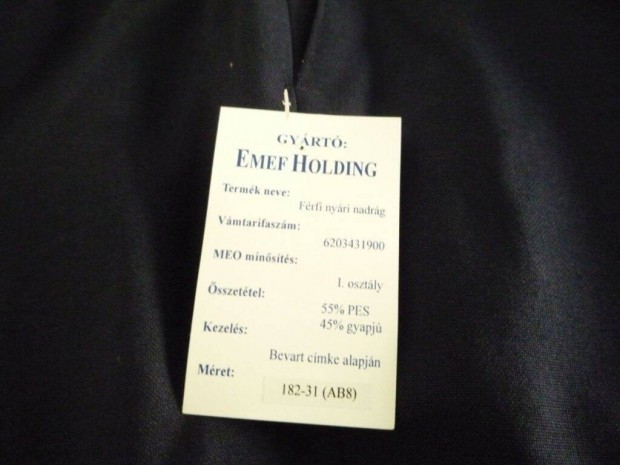 GYÁRTÓ:
EMEF HOLDING
Termék neve:
Férfi nyári nadrág
Vámtarifaszám:
6203431900
MEO minősítés:
I. osztály
Összetétel:
55% PES
45% gyapjú
Kezelés:
Bevart címke alapján
Méret:
182-31 (AB8)